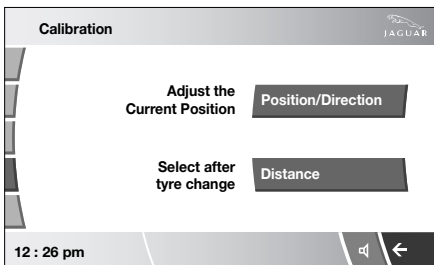 Calibration
JAGUAR
Adjust the
Current Position
Position/Direction
Select after
tyre change
Distance
12 : 26 pm